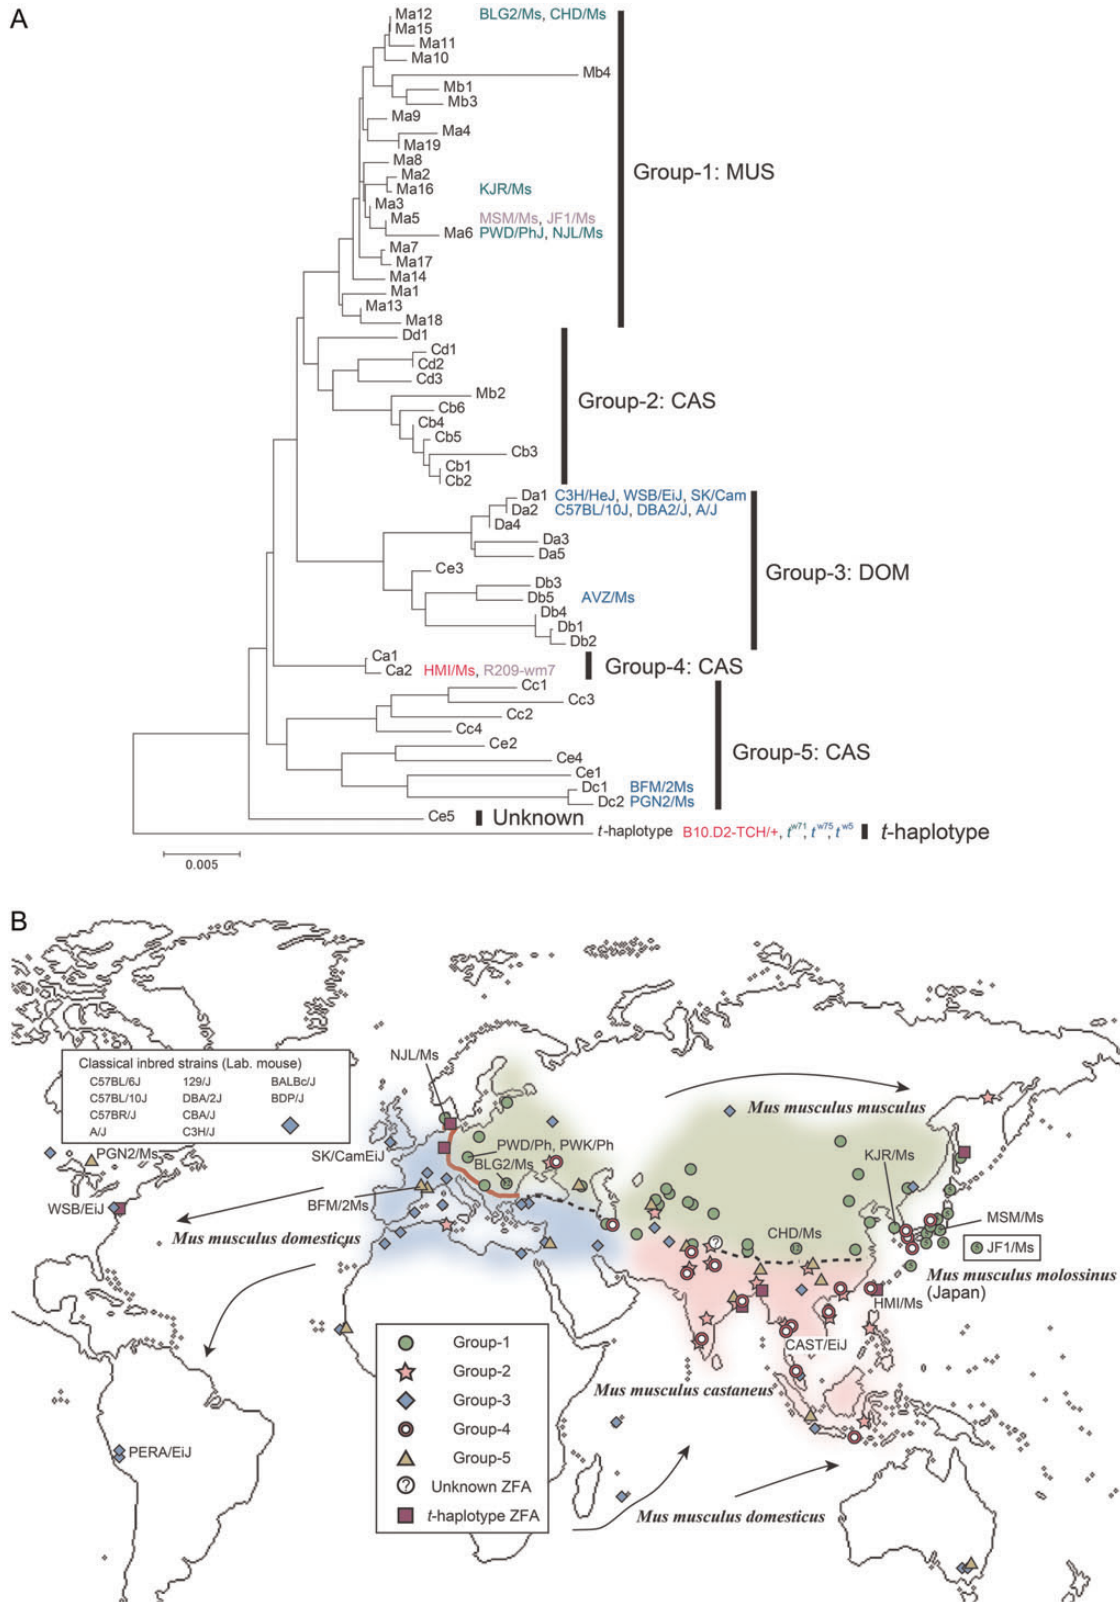 A
Ma12 BLG2/Ms, CHD/Ms
Ma15
Ma11
Ma10
Mb4
Mb1
Mb3
Ma9
Ma4
Ma19
Ma8
Ma2
Ma16 KJR/Ms
Ma3
Ma5 MSM/Ms, JF1/Ms
Ma6 PWD/PhJ, NJL/Ms
Ma7
Ma17
Ma14
Ma1
Ma13
Ma18
Group-1: MUS
Dd1
Cd1
Cd2
Cd3
Mb2
Cb6
Cb4
Cb5
Cb3
Cb1
Cb2
Group-2: CAS
Da1 C3H/HeJ, WSB/EiJ, SK/Cam
Da2 C57BL/10J, DBA2/J, A/J
Da4
Da3
Da5
Ce3
Db3
Db5 AVZ/Ms
Db4
Db1
Db2
Group-3: DOM
Ca1
Ca2 HMI/Ms, R209-wm7
Group-4: CAS
Cc1
Cc3
Cc2
Cc4
Ce2
Ce4
Ce1
Dc1 BFM/2Ms
Dc2 PGN2/Ms
Group-5: CAS
Ce5 Unknown
t-haplotype B10.D2-TCH/+, tw71, tw75, tw5 t-haplotype
0.005
B
Classical inbred strains (Lab. mouse)
C57BL/6J 129/J BALBc/J
C57BL/10J DBA/2J BDP/J
C57BR/J CBA/J
A/J C3H/J
NJL/Ms
SK/CamEiJ
PWD/Ph, PWK/Ph
BLG2/Ms
BFM/2Ms
PGN2/Ms
WSB/EiJ
Mus musculus domesticus
Mus musculus musculus
KJR/Ms
CHD/Ms
MSM/Ms
JF1/Ms
Mus musculus molossinus
(Japan)
HMI/Ms
CAST/EiJ
Mus musculus castaneus
PERA/EiJ
Group-1
Group-2
Group-3
Group-4
Group-5
? Unknown ZFA
t-haplotype ZFA
?
Mus musculus domesticus